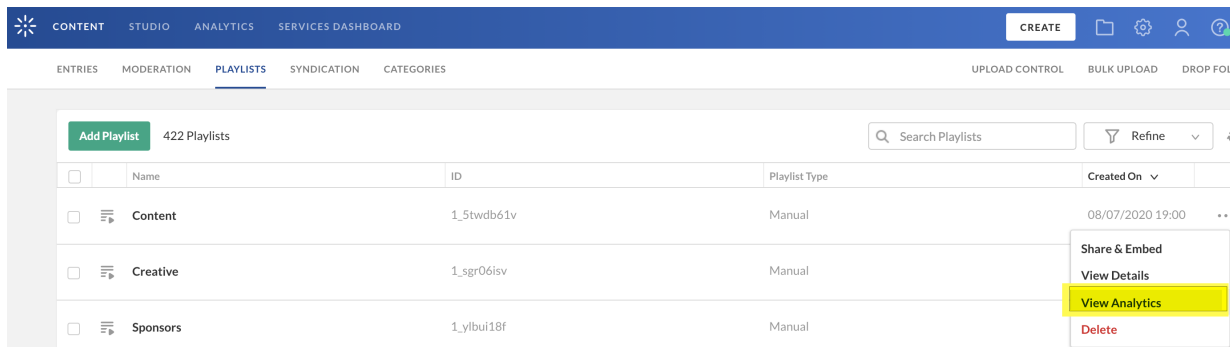 CONTENT STUDIO ANALYTICS SERVICES DASHBOARD CREATE
ENTRIES MODERATION PLAYLISTS SYNDICATION CATEGORIES UPLOAD CONTROL BULK UPLOAD DROP FOL
Add Playlist 422 Playlists Search Playlists Refine
Name ID Playlist Type Created On
Content 1_5twdb61v Manual 08/07/2020 19:00
Share & Embed
Creative 1_sgr06isv Manual
View Details
View Analytics
Sponsors 1_ylbui18f Manual
Delete